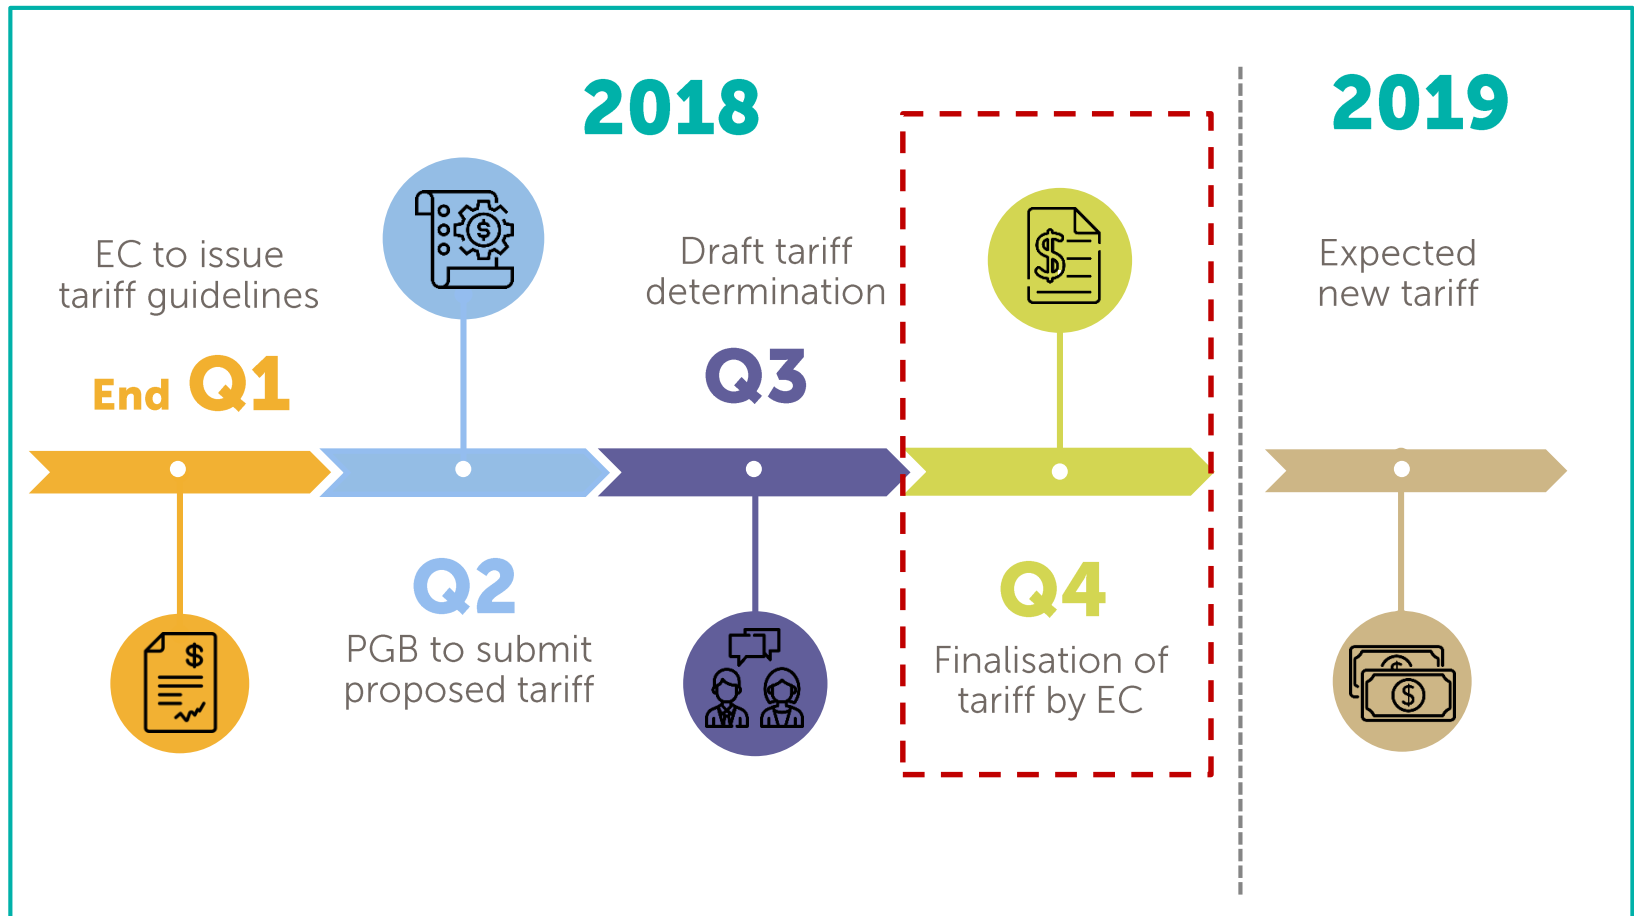 2018
2019
EC to issue
tariff guidelines
End Q1
Q2
PGB to submit
proposed tariff
Draft tariff
determination
Q3
Q4
Finalisation of
tariff by EC
Expected
new tariff